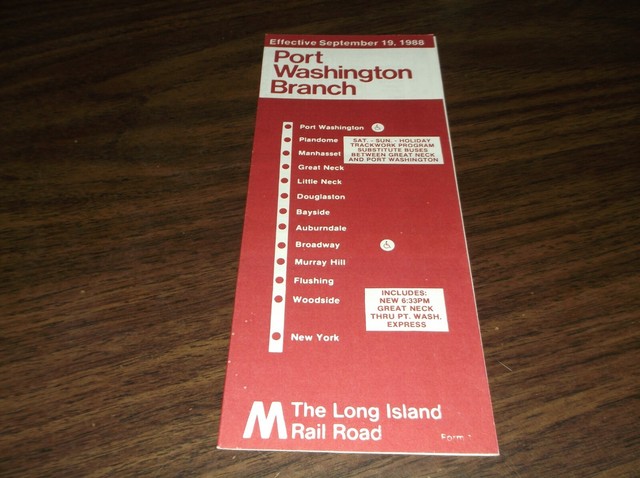 Effective September 19, 1988
Port
Washington
Branch
Port Washington
Plandome
Manhasset
SAT. - SUN. - HOLIDAY
TRACKWORK PROGRAM
SUBSTITUTE BUSES
BETWEEN GREAT NECK
AND PORT WASHINGTON
Great Neck
Little Neck
Douglaston
Bayside
Auburndale
Broadway
Murray Hill
Flushing
Woodside
INCLUDES:
NEW 6:33PM
GREAT NECK
THRU PT. WASH.
EXPRESS
New York
M The Long Island
Rail Road
Form